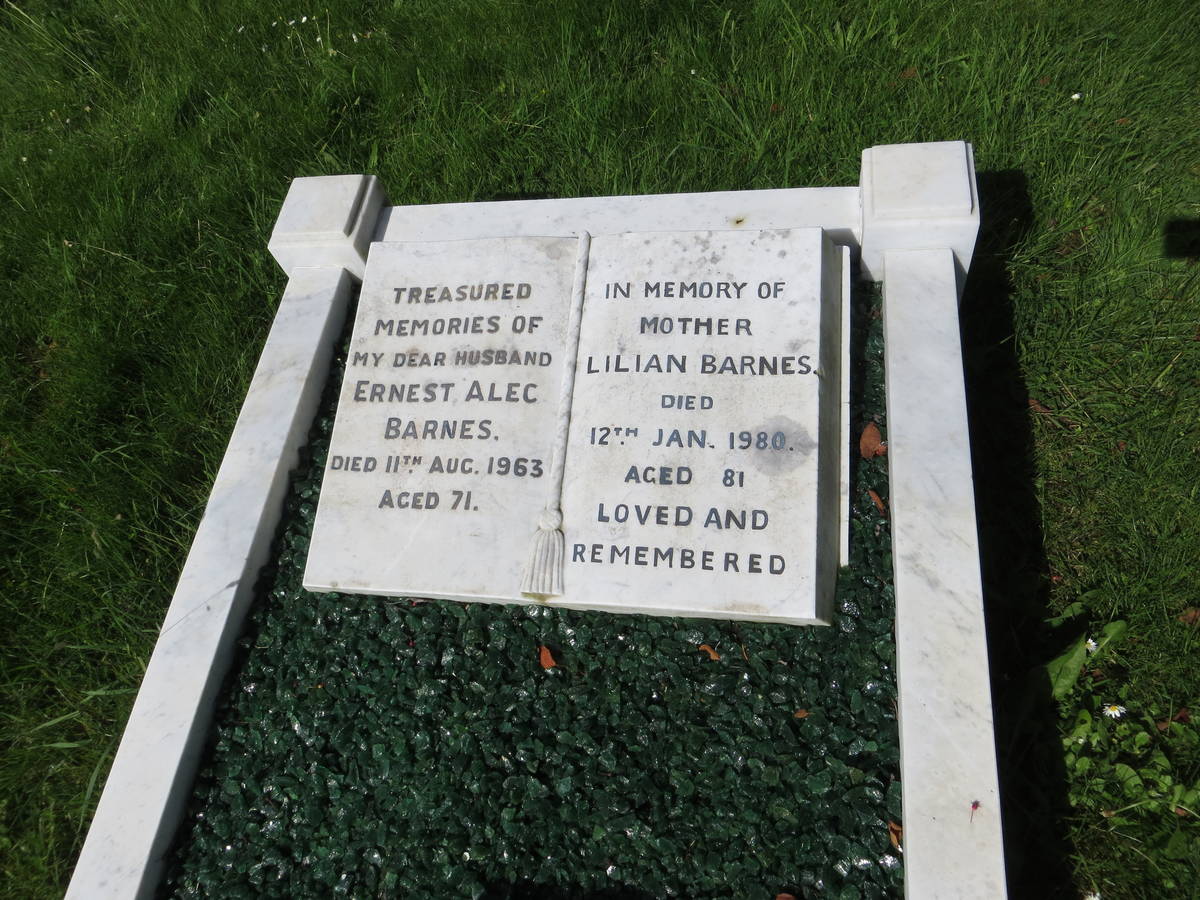 TREASURED
MEMORIES OF
MY DEAR HUSBAND
ERNEST ALEC
BARNES.
DIED 11TH AUG. 1963
AGED 71.
IN MEMORY OF
MOTHER
LILIAN BARNES.
DIED
12TH. JAN. 1980.
AGED 81
LOVED AND
REMEMBERED